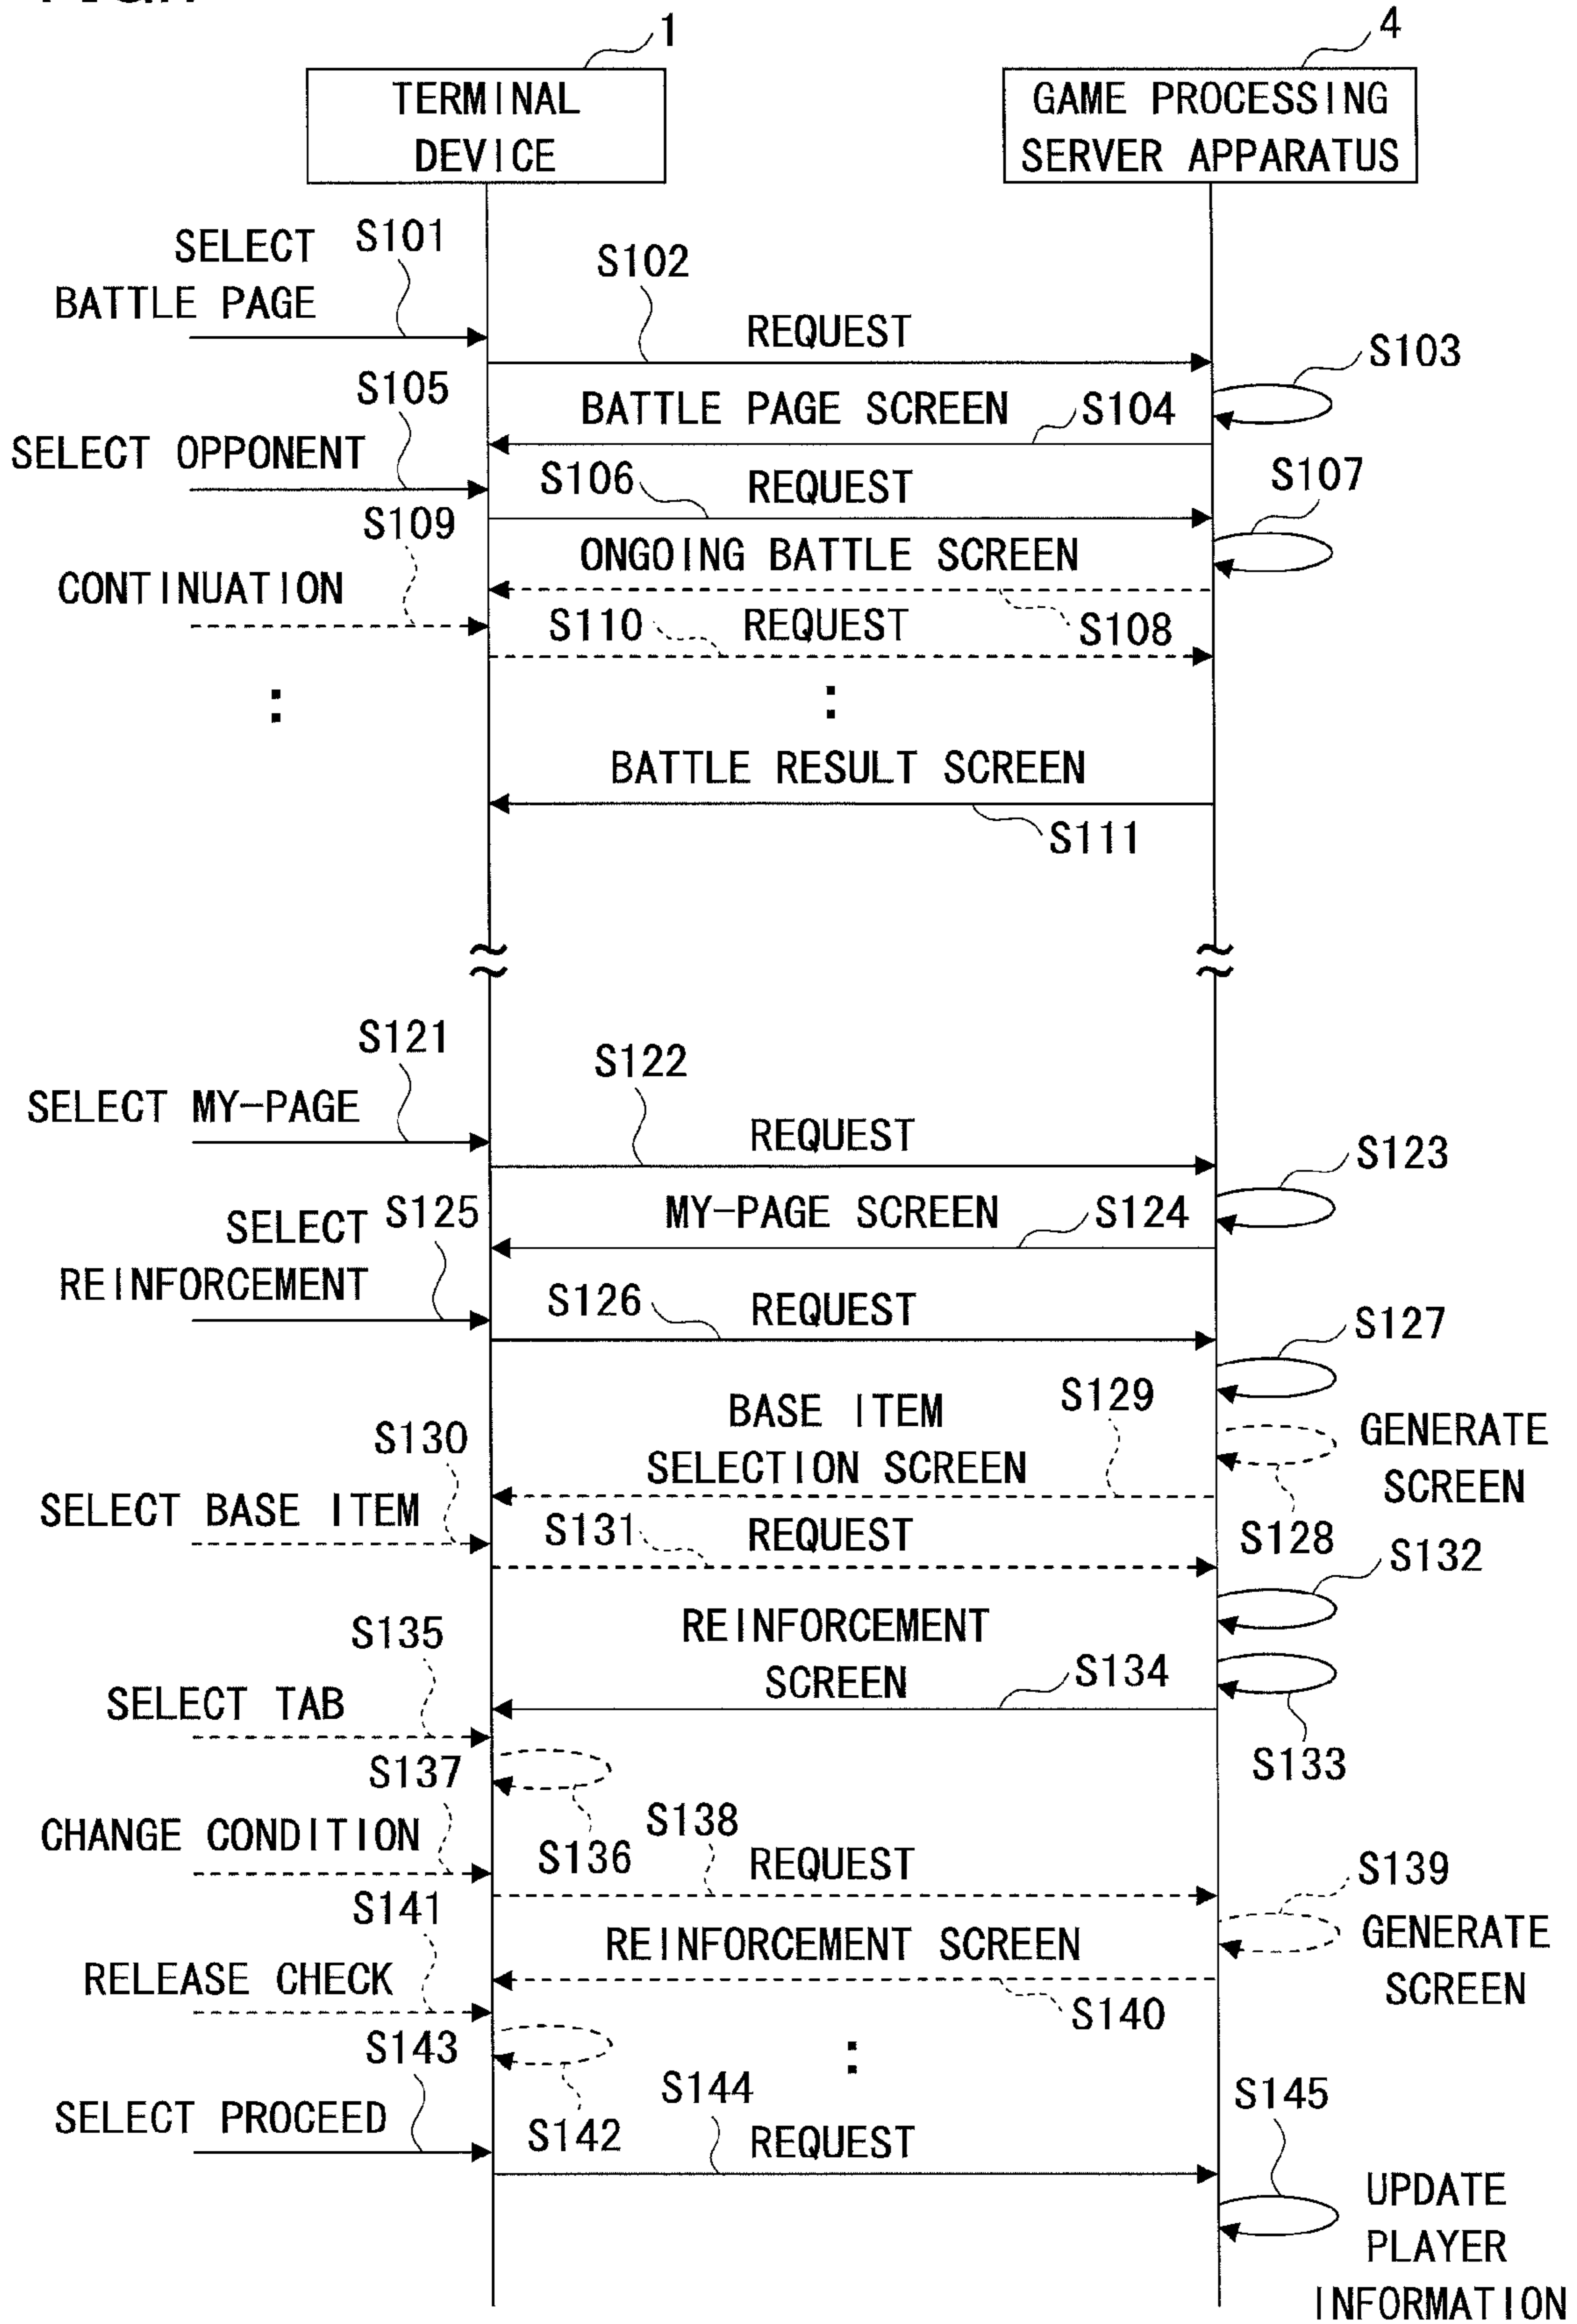 1
4
TERMINAL
DEVICE
GAME PROCESSING
SERVER APPARATUS
SELECT
BATTLE PAGE
S101
S102
REQUEST
S103
S105
BATTLE PAGE SCREEN
S104
SELECT OPPONENT
S106
REQUEST
S107
S109
ONGOING BATTLE SCREEN
CONTINUATION
S110
REQUEST
S108
:
:
BATTLE RESULT SCREEN
S111
S121
S122
SELECT MY-PAGE
REQUEST
S123
SELECT
REINFORCEMENT
S125
MY-PAGE SCREEN
S124
S126
REQUEST
S127
BASE ITEM
SELECTION SCREEN
S129
GENERATE
SCREEN
S130
SELECT BASE ITEM
S131
REQUEST
S128
S132
S135
REINFORCEMENT
SCREEN
S134
SELECT TAB
S133
S137
S136
S138
CHANGE CONDITION
REQUEST
S139
S141
REINFORCEMENT SCREEN
GENERATE
SCREEN
RELEASE CHECK
S140
S143
:
S142
S144
S145
SELECT PROCEED
REQUEST
UPDATE
PLAYER
INFORMATION